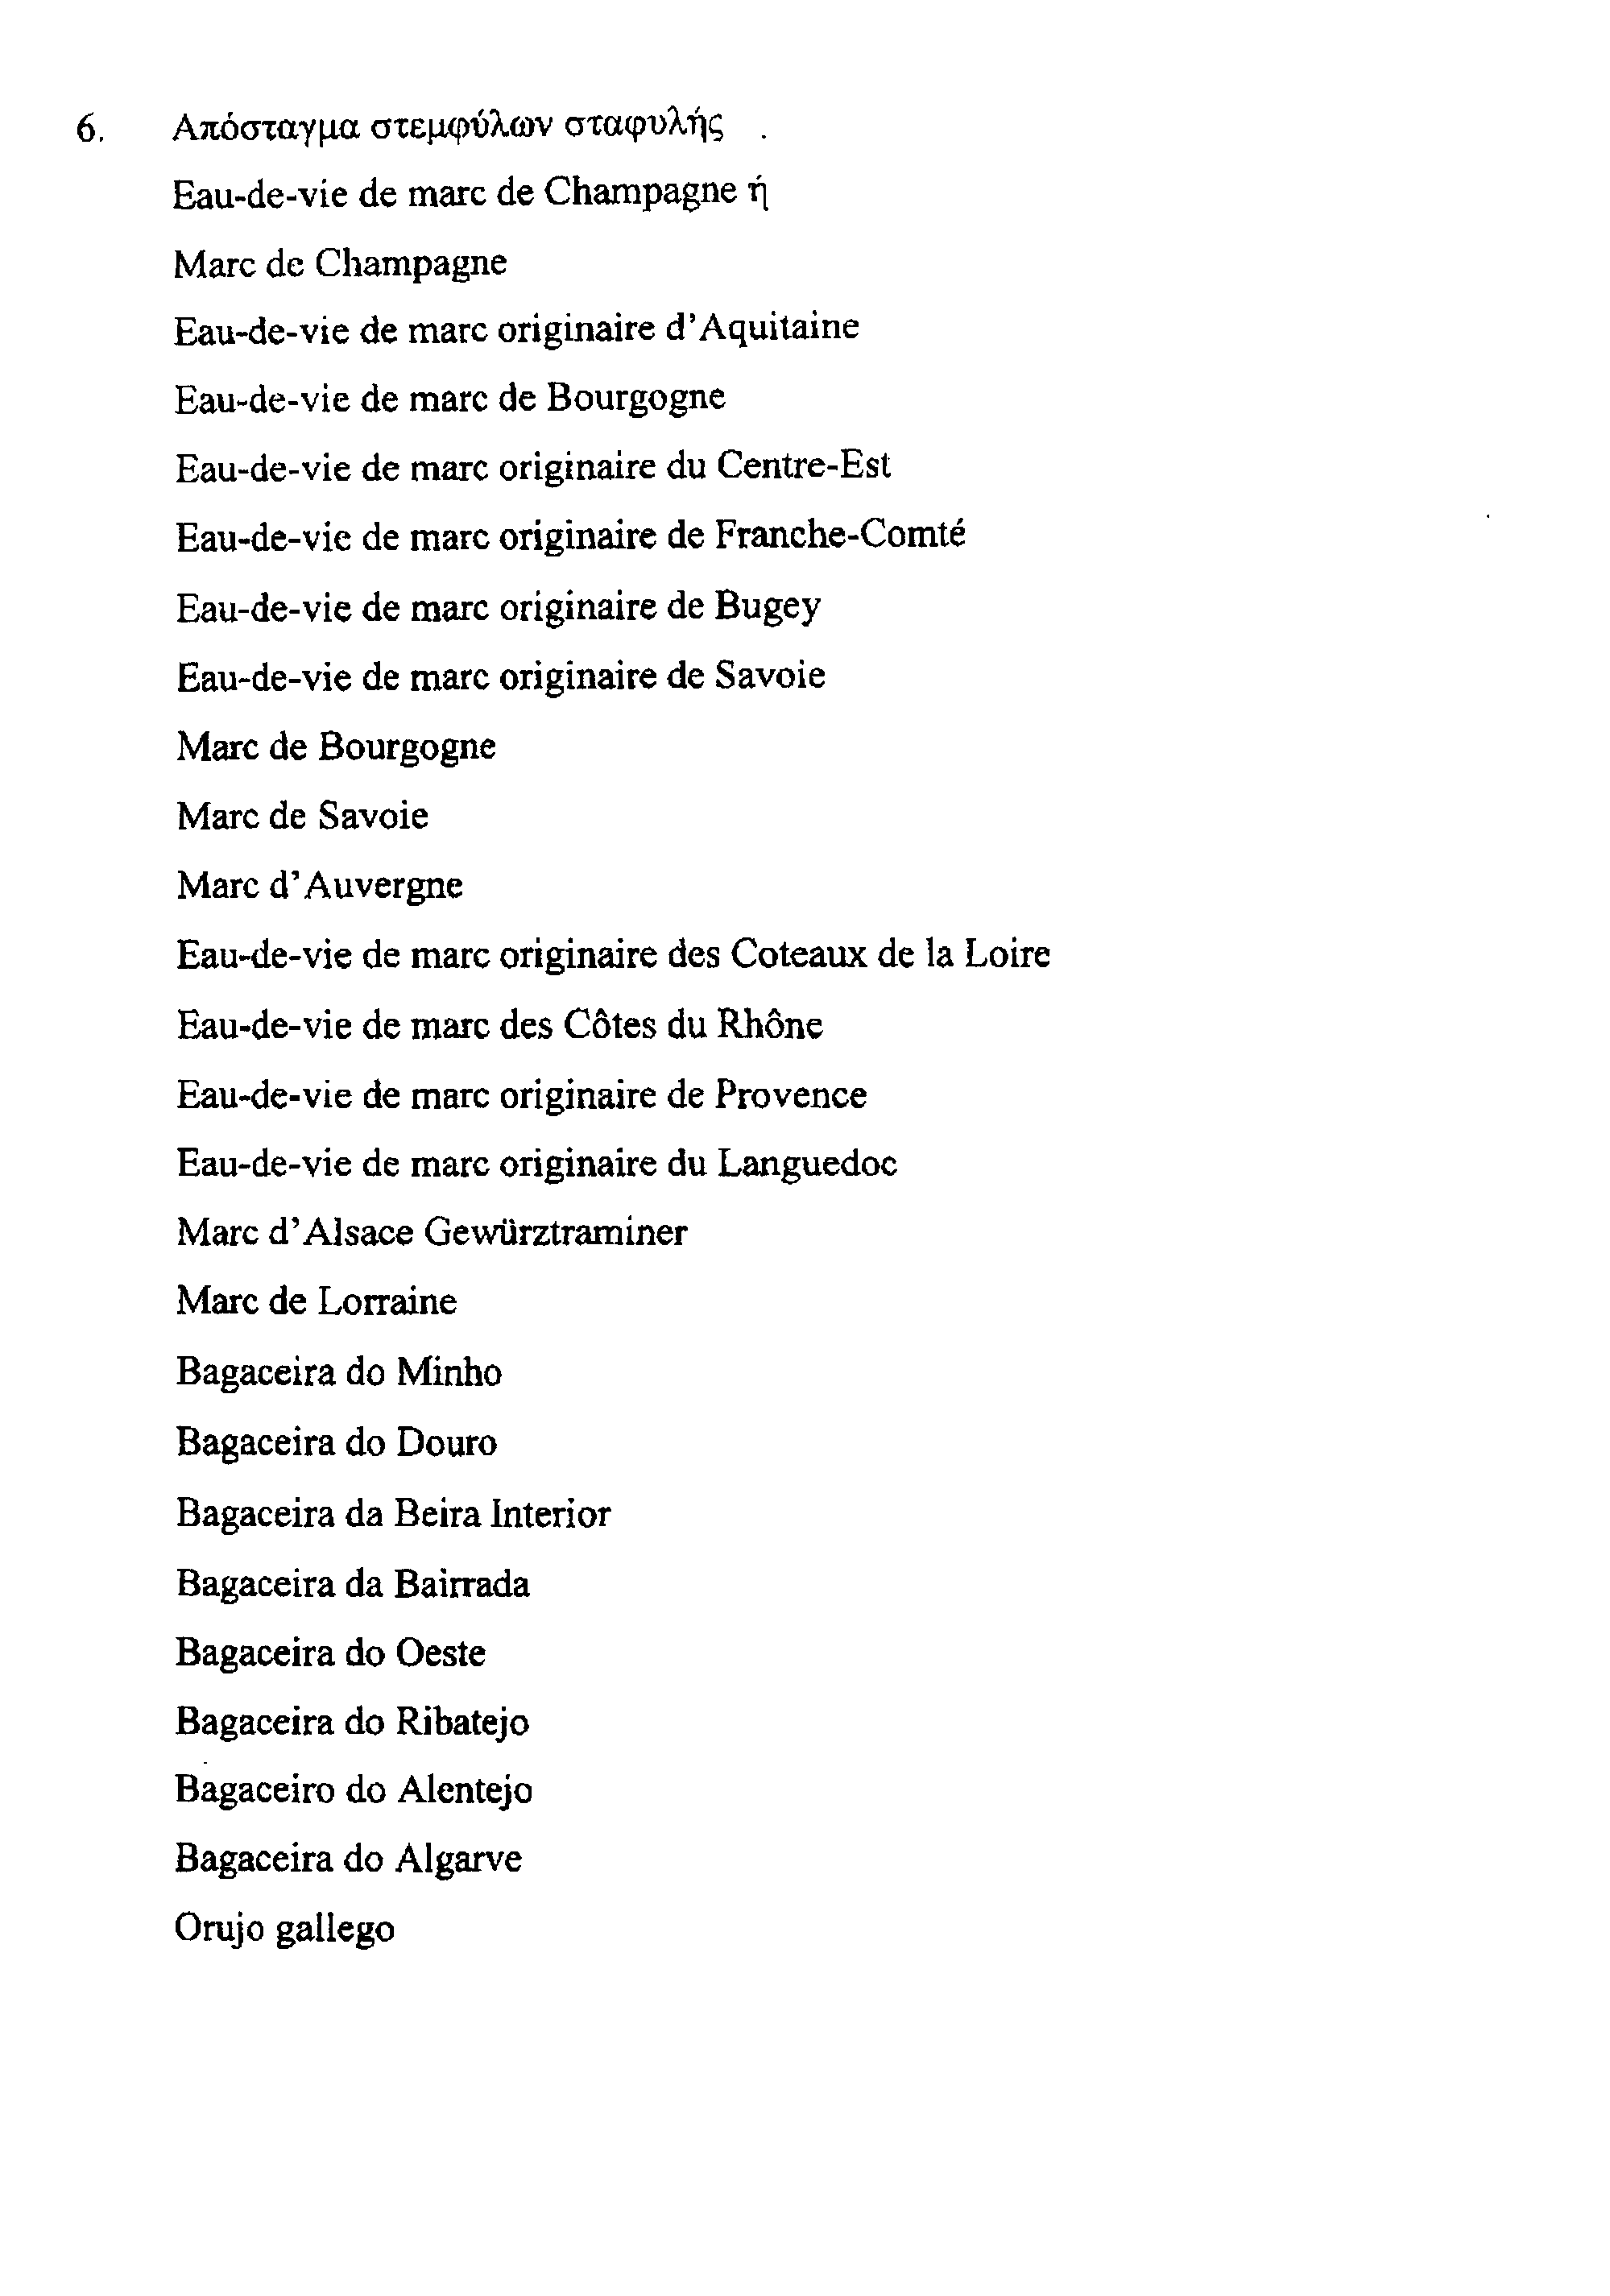 6. Απόσταγμα στεμφύλων σταφυλής
Eau-de-vie de marc de Champagne ή
Marc de Champagne
Eau-de-vie de marc originaire d'Aquitaine
Eau-de-vie de marc de Bourgogne
Eau-de-vie de marc originaire du Centre-Est
Eau-de-vie de marc originaire de Franche-Comté
Eau-de-vie de marc originaire de Bugey
Eau-de-vie de marc originaire de Savoie
Marc de Bourgogne
Marc de Savoie
Marc d'Auvergne
Eau-de-vie de marc originaire des Coteaux de la Loire
Eau-de-vie de marc des Côtes du Rhône
Eau-de-vie de marc originaire de Provence
Eau-de-vie de marc originaire du Languedoc
Marc d'Alsace Gewürztraminer
Marc de Lorraine
Bagaceira do Minho
Bagaceira do Douro
Bagaceira da Beira Interior
Bagaceira da Bairrada
Bagaceira do Oeste
Bagaceira do Ribatejo
Bagaceiro do Alentejo
Bagaceira do Algarve
Orujo gallego